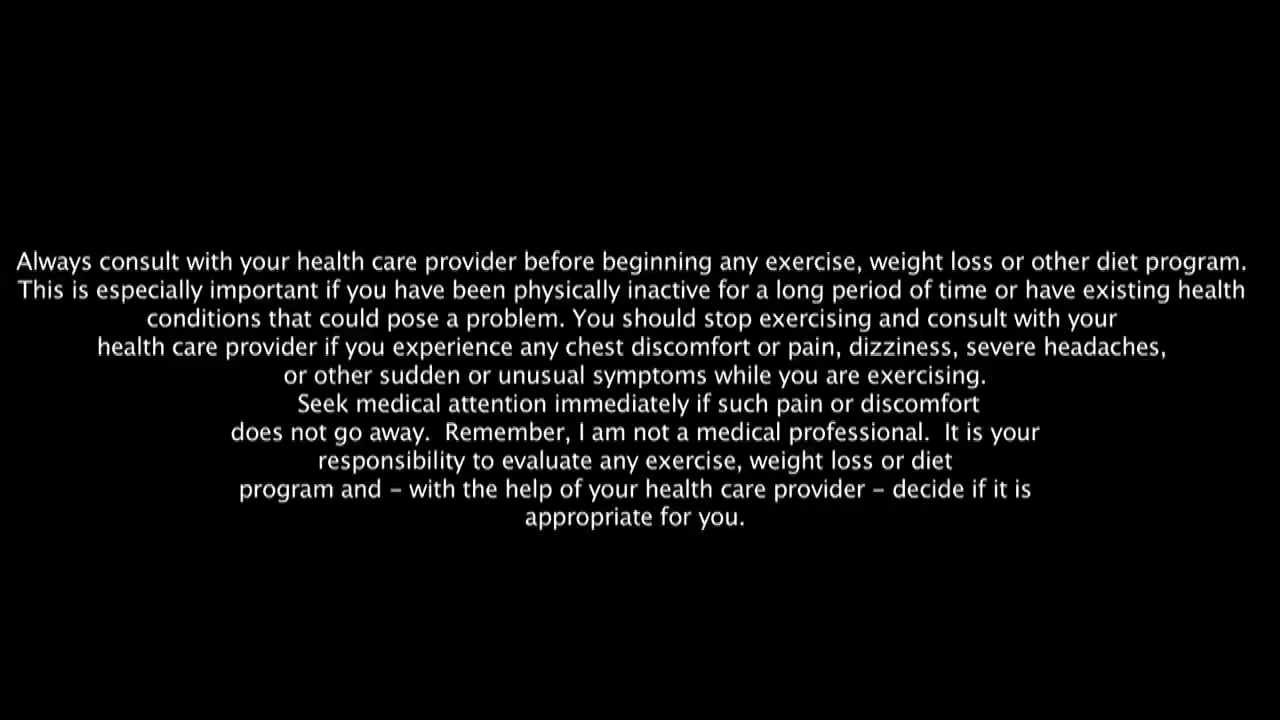 Always consult with your health care provider before beginning any exercise, weight loss or other diet program.
This is especially important if you have been physically inactive for a long period of time or have existing health
conditions that could pose a problem. You should stop exercising and consult with your
health care provider if you experience any chest discomfort or pain, dizziness, severe headaches,
or other sudden or unusual symptoms while you are exercising.
Seek medical attention immediately if such pain or discomfort
does not go away.  Remember, I am not a medical professional.  It is your
responsibility to evaluate any exercise, weight loss or diet
program and – with the help of your health care provider – decide if it is
appropriate for you.